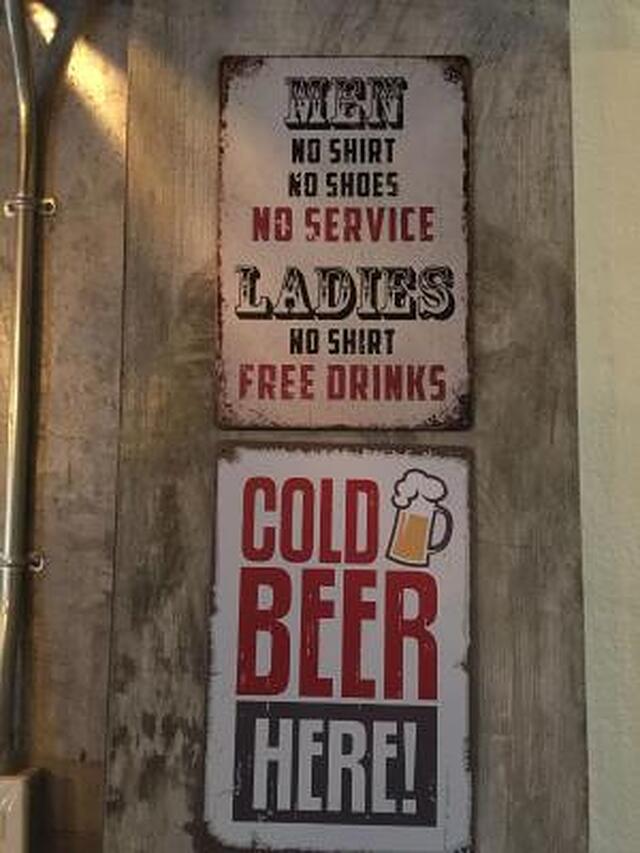 MEN
NO SHIRT
NO SHOES
NO SERVICE
LADIES
NO SHIRT
FREE DRINKS
COLD
BEER
HERE!